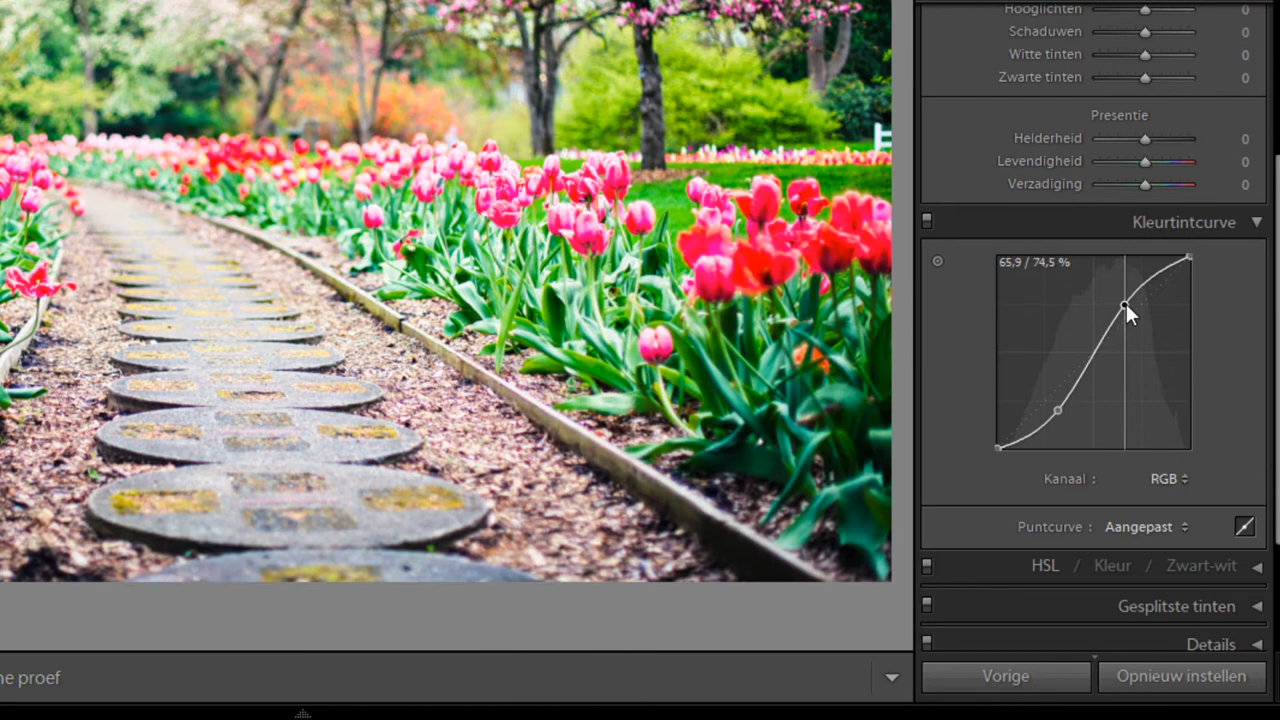 Hooglichten 0
Schaduwen 0
Witte tinten 0
Zwarte tinten 0
Presentie
Helderheid 0
Levendigheid 0
Verzadiging 0
Kleurtintcurve
65,9 / 74,5 %
Kanaal : RGB
Puntcurve : Aangepast
HSL / Kleur / Zwart-wit
Gesplitste tinten
Details
ne proef
Vorige Opnieuw instellen